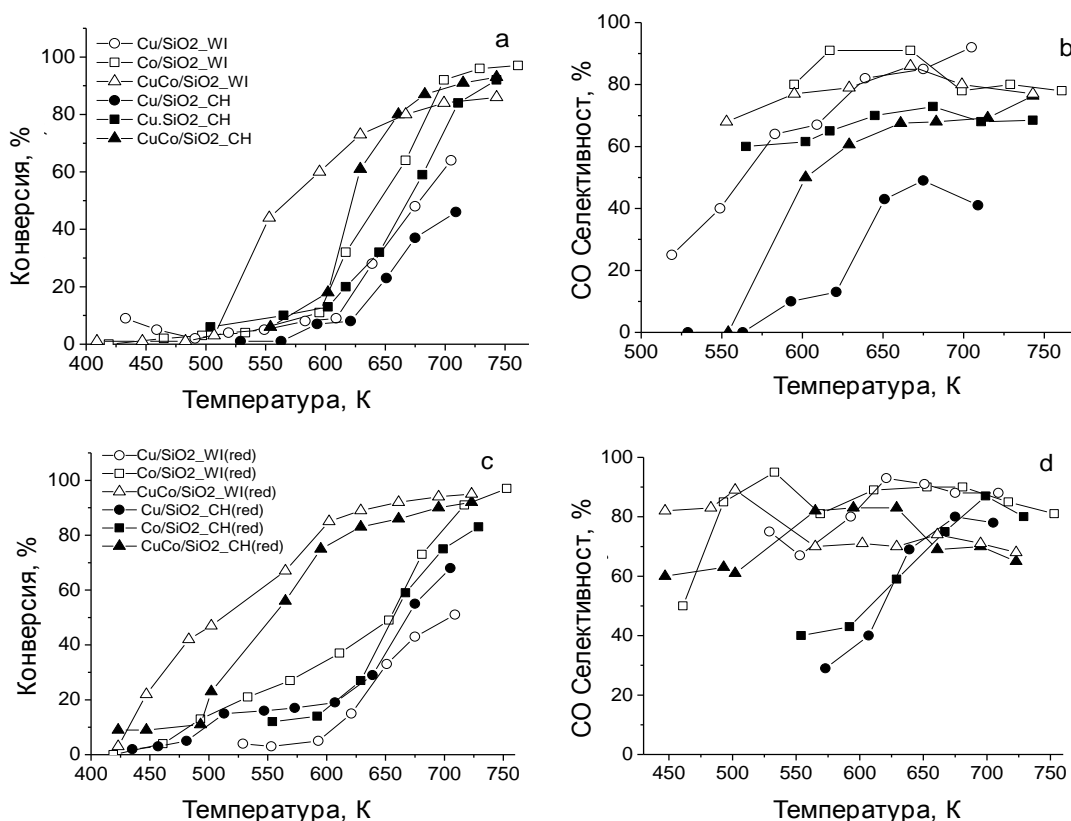 a
Cu/SiO2_WI
Co/SiO2_WI
CuCo/SiO2_WI
Cu/SiO2_CH
Cu.SiO2_CH
CuCo/SiO2_CH
100
80
60
40
20
0
400 450 500 550 600 650 700 750
Конверсия, %
Температура, К
b
100
80
60
40
20
0
500 550 600 650 700 750
СО Селективност, %
Температура, К
c
Cu/SiO2_WI(red)
Co/SiO2_WI(red)
CuCo/SiO2_WI(red)
Cu/SiO2_CH(red)
Co/SiO2_CH(red)
CuCo/SiO2_CH(red)
100
80
60
40
20
0
400 450 500 550 600 650 700 750
Конверсия, %
Температура, К
d
100
80
60
40
20
0
450 500 550 600 650 700 750
СО Селективност, %
Температура, К